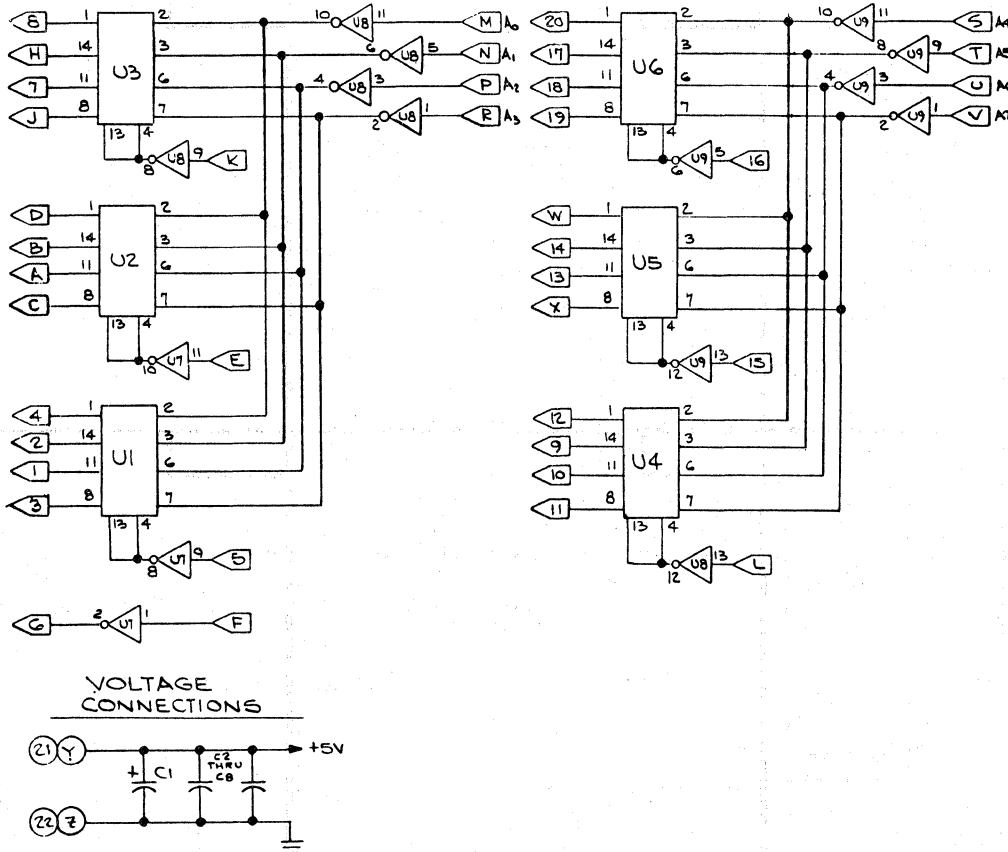 8 1 U3 2 10 U8 11 M A0
H 14 3 6 U8 5 N A1
7 11 6 4 U8 3 P A2
J 8 7 2 U8 1 R A3
13 4
8 U8 9 K
20 1 U6 2 10 U9 11 S
17 14 3 8 U9 9 T
18 11 6 4 U9 3 U
19 8 7 2 U9 1 V
13 4
6 U9 5 16
D 1 U2 2
B 14 3
A 11 6
C 8 7
13 4
10 U7 11 E
W 1 U5 2
14 14 3
13 11 6
X 8 7
13 4
12 U9 13 15
4 1 U1 2
2 14 3
1 11 6
3 8 7
13 4
8 U7 9 5
12 1 U4 2
9 14 3
10 11 6
11 8 7
13 4
12 U8 13 L
6 2 U7 1 F
VOLTAGE
CONNECTIONS
21 Y + C1 C2 THRU C8 +5V
22 Z